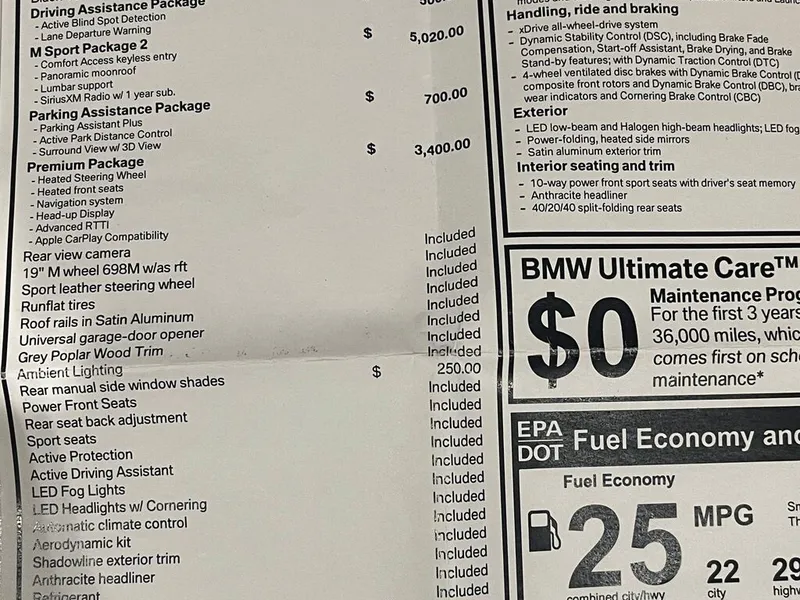 Driving Assistance Package
- Active Blind Spot Detection
- Lane Departure Warning
M Sport Package 2 $ 5,020.00
- Comfort Access keyless entry
- Panoramic moonroof
- Lumbar support
- SiriusXM Radio w/ 1 year sub.
Parking Assistance Package $ 700.00
- Parking Assistant Plus
- Active Park Distance Control
- Surround View w/ 3D View
Premium Package $ 3,400.00
- Heated Steering Wheel
- Heated front seats
- Navigation system
- Head-up Display
- Advanced RTTI
- Apple CarPlay Compatibility
Rear view camera Included
19" M wheel 698M w/as rft Included
Sport leather steering wheel Included
Runflat tires Included
Roof rails in Satin Aluminum Included
Universal garage-door opener Included
Grey Poplar Wood Trim Included
Ambient Lighting Included
Rear manual side window shades $ 250.00
Power Front Seats Included
Rear seat back adjustment Included
Sport seats Included
Active Protection Included
Active Driving Assistant Included
LED Fog Lights Included
LED Headlights w/ Cornering Included
Automatic climate control Included
Aerodynamic kit Included
Shadowline exterior trim Included
Anthracite headliner Included
Refrigerant Included
Handling, ride and braking
- xDrive all-wheel-drive system
- Dynamic Stability Control (DSC), including Brake Fade
Compensation, Start-off Assistant, Brake Drying, and Brake
Stand-by features; with Dynamic Traction Control (DTC)
- 4-wheel ventilated disc brakes with Dynamic Brake Control (D
composite front rotors and Dynamic Brake Control (DBC), bra
wear indicators and Cornering Brake Control (CBC)
Exterior
- LED low-beam and Halogen high-beam headlights; LED fog
- Power-folding, heated side mirrors
- Satin aluminum exterior trim
Interior seating and trim
- 10-way power front sport seats with driver's seat memory
- Anthracite headliner
- 40/20/40 split-folding rear seats
BMW Ultimate Care™
$0
Maintenance Prog
For the first 3 years
36,000 miles, whic
comes first on sche
maintenance*
EPA
DOT
Fuel Economy and
Fuel Economy
25 MPG
combined city/hwy
22
city
29
highw
Sm
Th